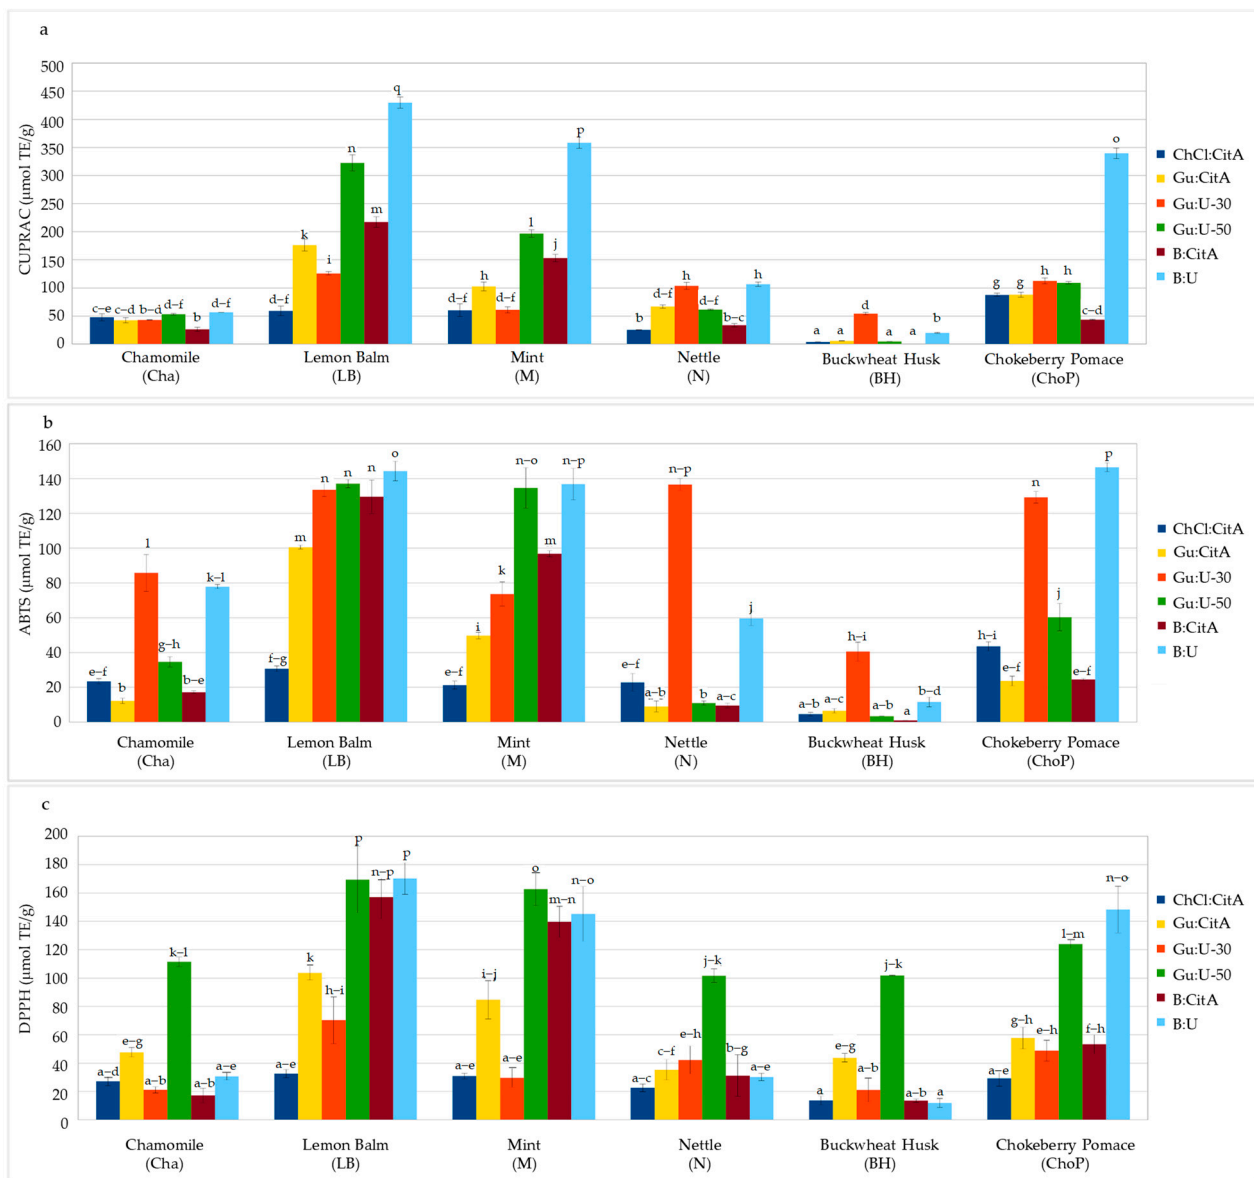 a
CUPRAC (µmol TE/g)
500
450
400
350
300
250
200
150
100
50
0
c–e c–d b–d d–f b d–f
d–f k i n m q
d–f h d–f l j p
b d–f h d–f b–c h
a a d a a b
g g h h c–d o
Chamomile
(Cha)
Lemon Balm
(LB)
Mint
(M)
Nettle
(N)
Buckwheat Husk
(BH)
Chokeberry Pomace
(ChoP)
ChCl:CitA
Gu:CitA
Gu:U-30
Gu:U-50
B:CitA
B:U
b
ABTS (µmol TE/g)
160
140
120
100
80
60
40
20
0
e–f b l g–h b–e k–l
f–g m n n n o
e–f i k n–o m n–p
e–f a–b n–p b a–c j
a–b a–c h–i a–b a b–d
h–i e–f n j e–f p
Chamomile
(Cha)
Lemon Balm
(LB)
Mint
(M)
Nettle
(N)
Buckwheat Husk
(BH)
Chokeberry Pomace
(ChoP)
ChCl:CitA
Gu:CitA
Gu:U-30
Gu:U-50
B:CitA
B:U
c
DPPH (µmol TE/g)
200
180
160
140
120
100
80
60
40
20
0
a–d e–g a–b k–l a–b a–e
a–e k h–i p n–p p
a–e i–j a–e o m–n n–o
a–c c–f e–h j–k b–g a–e
a e–g a–b j–k a–b a
a–e g–h e–h l–m f–h n–o
Chamomile
(Cha)
Lemon Balm
(LB)
Mint
(M)
Nettle
(N)
Buckwheat Husk
(BH)
Chokeberry Pomace
(ChoP)
ChCl:CitA
Gu:CitA
Gu:U-30
Gu:U-50
B:CitA
B:U